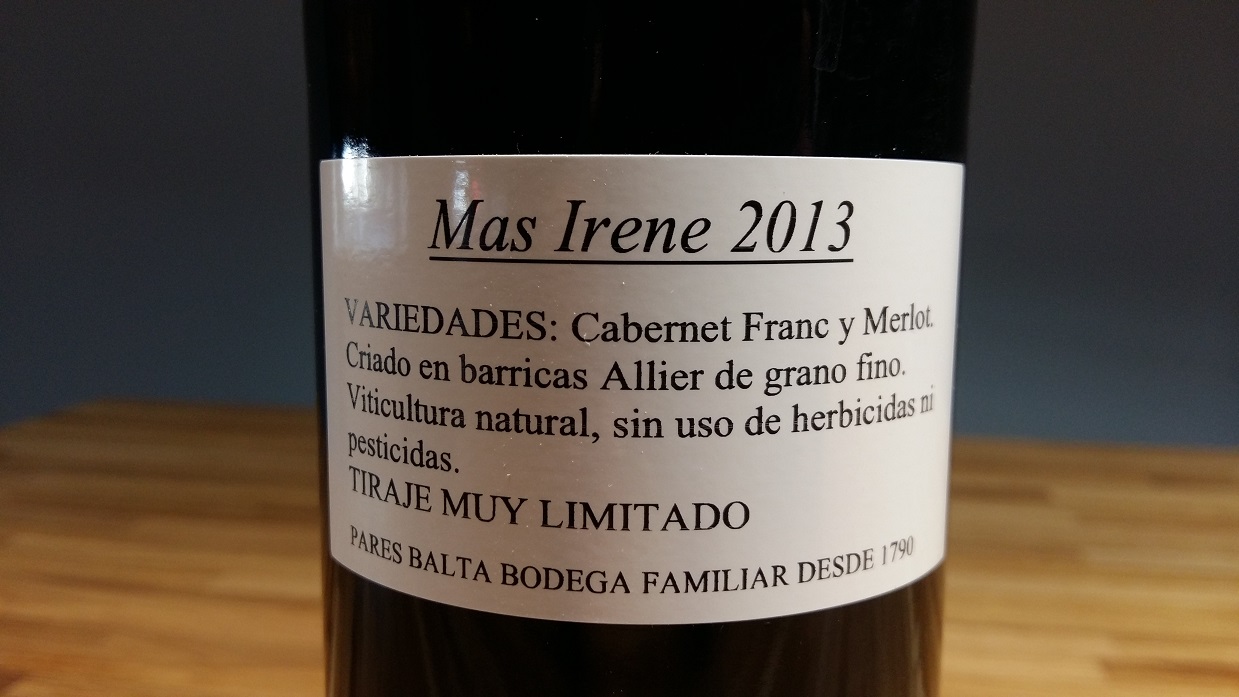 Mas Irene 2013
VARIEDADES: Cabernet Franc y Merlot.
Criado en barricas Allier de grano fino.
Viticultura natural, sin uso de herbicidas ni
pesticidas.
TIRAJE MUY LIMITADO
PARES BALTA BODEGA FAMILIAR DESDE 1790